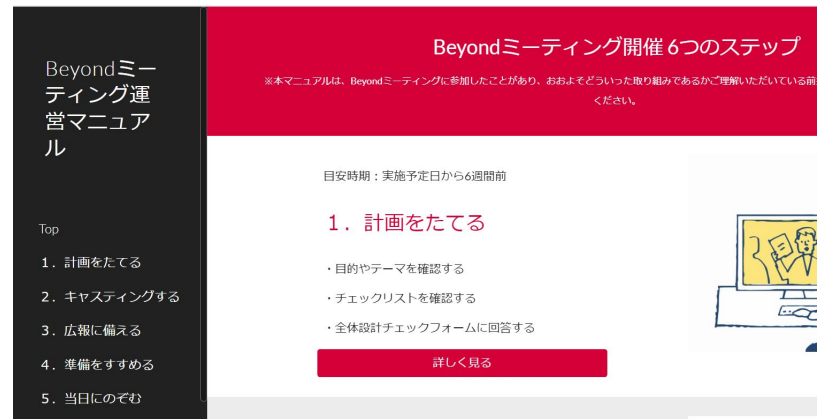 Beyondミー
ティング運
営マニュア
ル
Top
1．計画をたてる
2．キャスティングする
3．広報に備える
4．準備をすすめる
5．当日にのぞむ
Beyondミーティング開催 6つのステップ
※本マニュアルは、Beyondミーティングに参加したことがあり、おおよそどういった取り組みであるかご理解いただいている前
ください。
目安時期：実施予定日から6週間前
1．計画をたてる
・目的やテーマを確認する
・チェックリストを確認する
・全体設計チェックフォームに回答する
詳しく見る